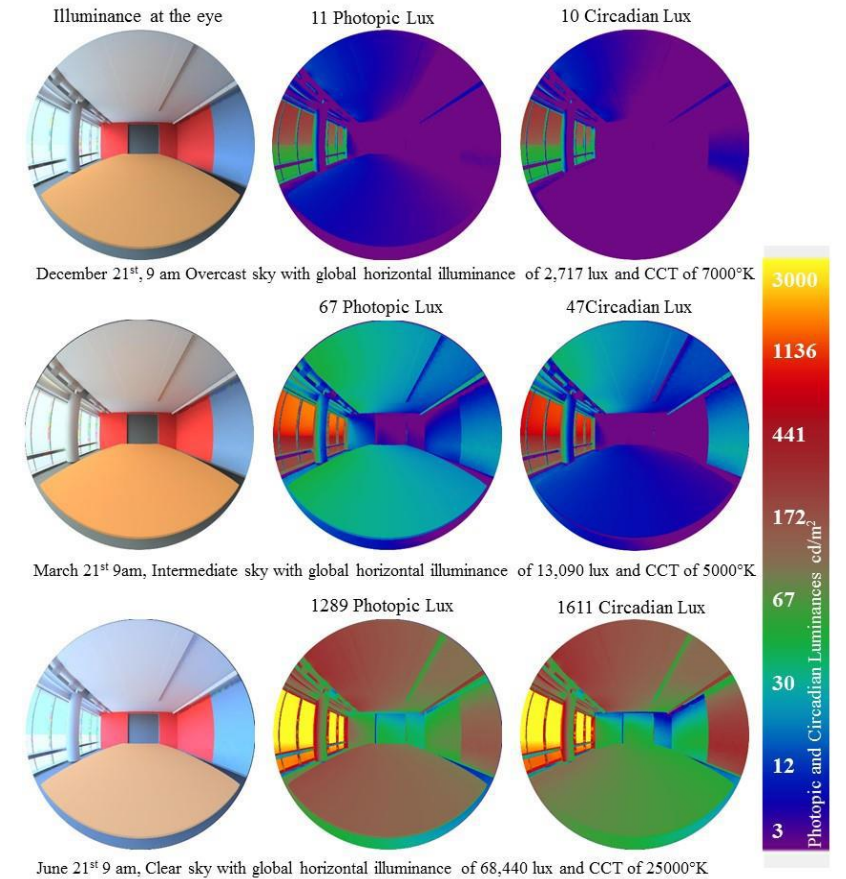 Illuminance at the eye
11 Photopic Lux
10 Circadian Lux
December 21st, 9 am Overcast sky with global horizontal illuminance of 2,717 lux and CCT of 7000°K
67 Photopic Lux
47Circadian Lux
March 21st 9am, Intermediate sky with global horizontal illuminance of 13,090 lux and CCT of 5000°K
1289 Photopic Lux
1611 Circadian Lux
June 21st 9 am, Clear sky with global horizontal illuminance of 68,440 lux and CCT of 25000°K
3000
1136
441
172
67
30
12
3
Photopic and Circadian Luminances cd/m²